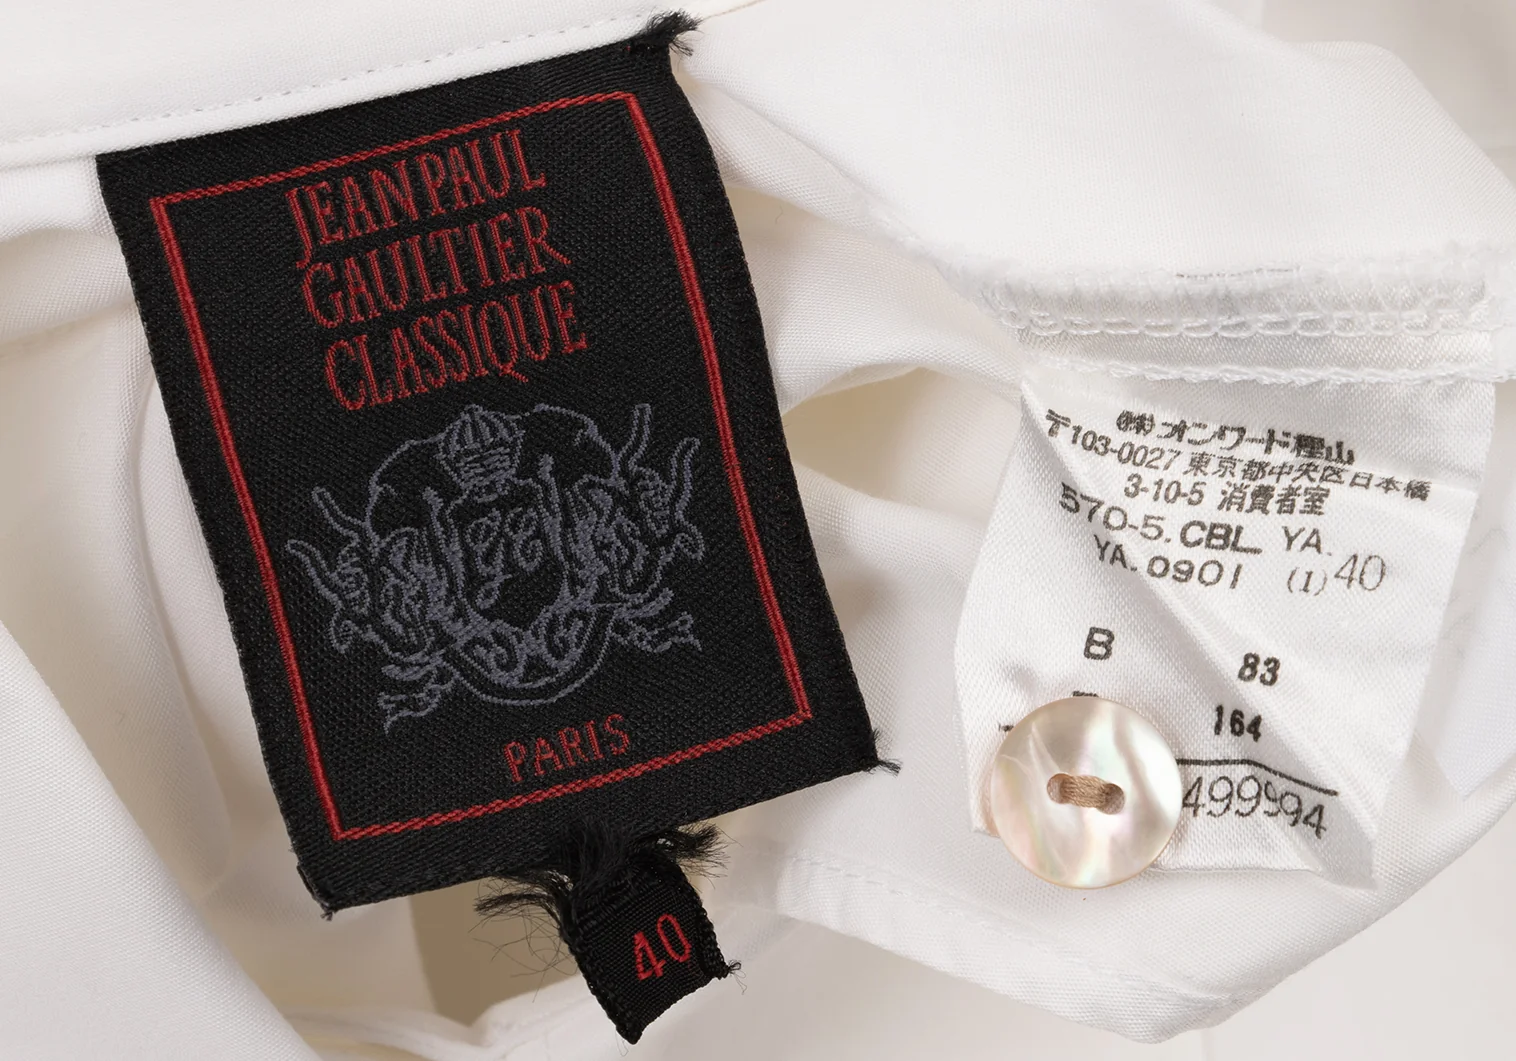 JEAN PAUL
GAULTIER
CLASSIQUE
PARIS
40
㈱オンワード樫山
〒103-0027 東京都中央区日本橋
3-10-5 消費者室
570-5. CBL YA.
YA. 0901 (1) 40
B 83
164
499994